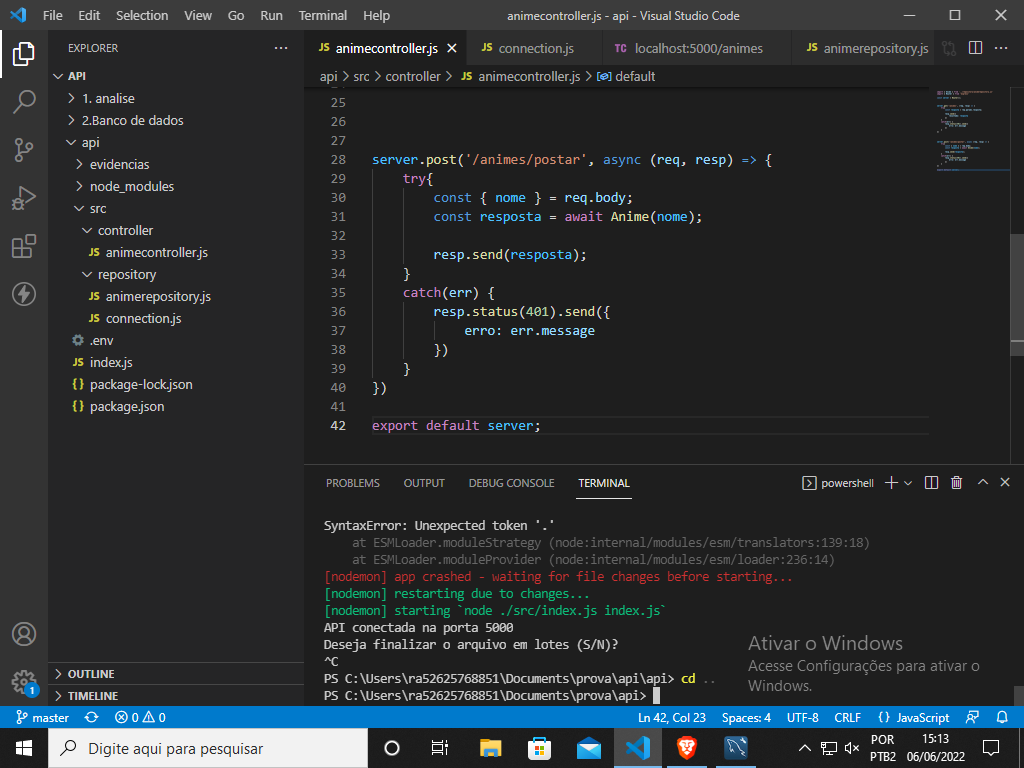 File Edit Selection View Go Run Terminal Help animecontroller.js - api - Visual Studio Code
EXPLORER
API
1. analise
2.Banco de dados
api
evidencias
node_modules
src
controller
JS animecontroller.js
repository
JS animerepository.js
JS connection.js
.env
JS index.js
{} package-lock.json
{} package.json
OUTLINE
TIMELINE
JS animecontroller.js JS connection.js TC localhost:5000/animes JS animerepository.js
api > src > controller > JS animecontroller.js > default
25
26
27
28 server.post('/animes/postar', async (req, resp) => {
29 try{
30 const { nome } = req.body;
31 const resposta = await Anime(nome);
32
33 resp.send(resposta);
34 }
35 catch(err) {
36 resp.status(401).send({
37 erro: err.message
38 })
39 }
40 })
41
42 export default server;
PROBLEMS OUTPUT DEBUG CONSOLE TERMINAL powershell
SyntaxError: Unexpected token '.'
at ESMLoader.moduleStrategy (node:internal/modules/esm/translators:139:18)
at ESMLoader.moduleProvider (node:internal/modules/esm/loader:236:14)
[nodemon] app crashed - waiting for file changes before starting...
[nodemon] restarting due to changes...
[nodemon] starting `node ./src/index.js index.js`
API conectada na porta 5000
Deseja finalizar o arquivo em lotes (S/N)?
^C
PS C:\Users\ra52625768851\Documents\prova\api\api> cd ..
PS C:\Users\ra52625768851\Documents\prova\api>
Ativar o Windows
Acesse Configurações para ativar o
Windows.
1
master 0 0 Ln 42, Col 23 Spaces: 4 UTF-8 CRLF {} JavaScript
Digite aqui para pesquisar
POR
PTB2
15:13
06/06/2022